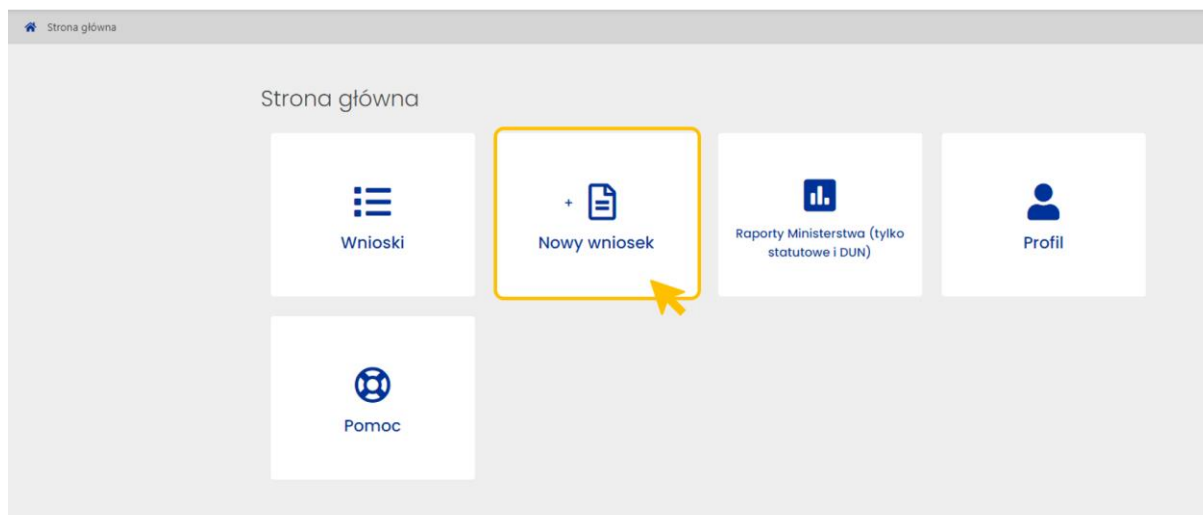 Strona główna
Strona główna
Wnioski
+
Nowy wniosek
Raporty Ministerstwa (tylko
statutowe i DUN)
Profil
Pomoc